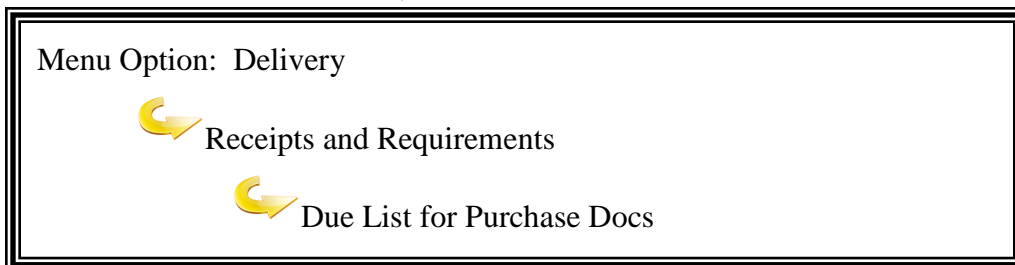 Menu Option: Delivery
Receipts and Requirements
Due List for Purchase Docs